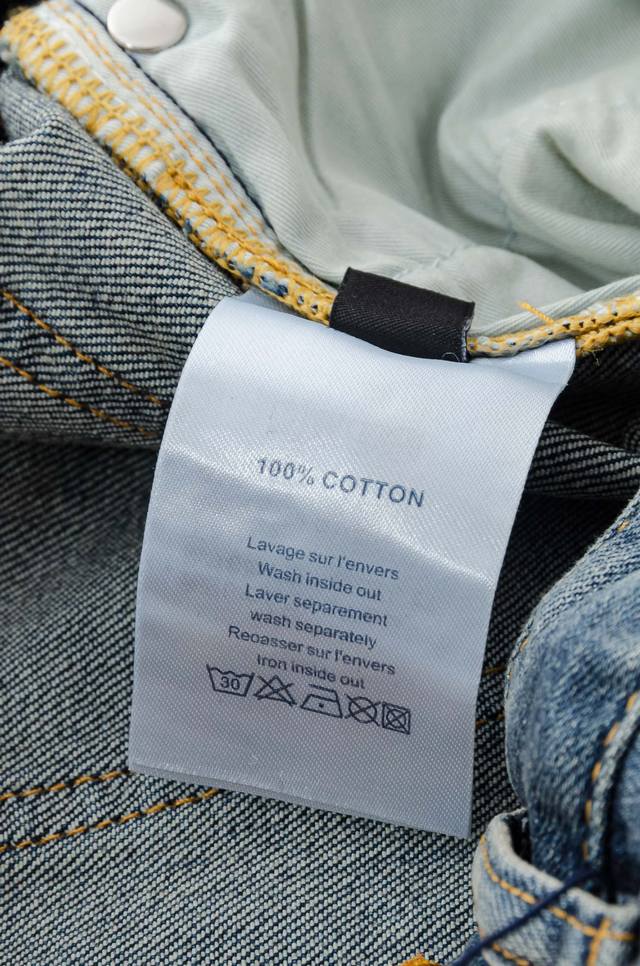 100% COTTON
Lavage sur l'envers
Wash inside out
Laver separement
wash separately
Reoasser sur l'envers
Iron inside out
30